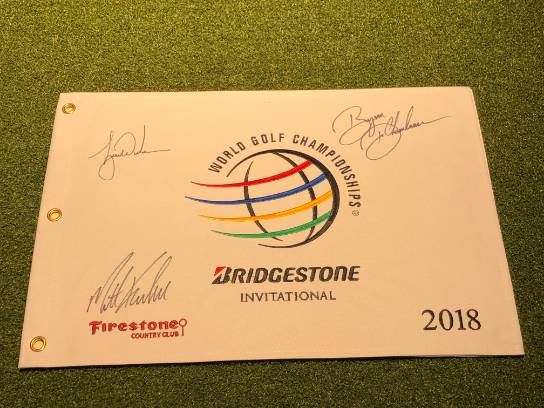 WORLD GOLF CHAMPIONSHIPS®
BRIDGESTONE
INVITATIONAL
Firestone
COUNTRY CLUB
2018